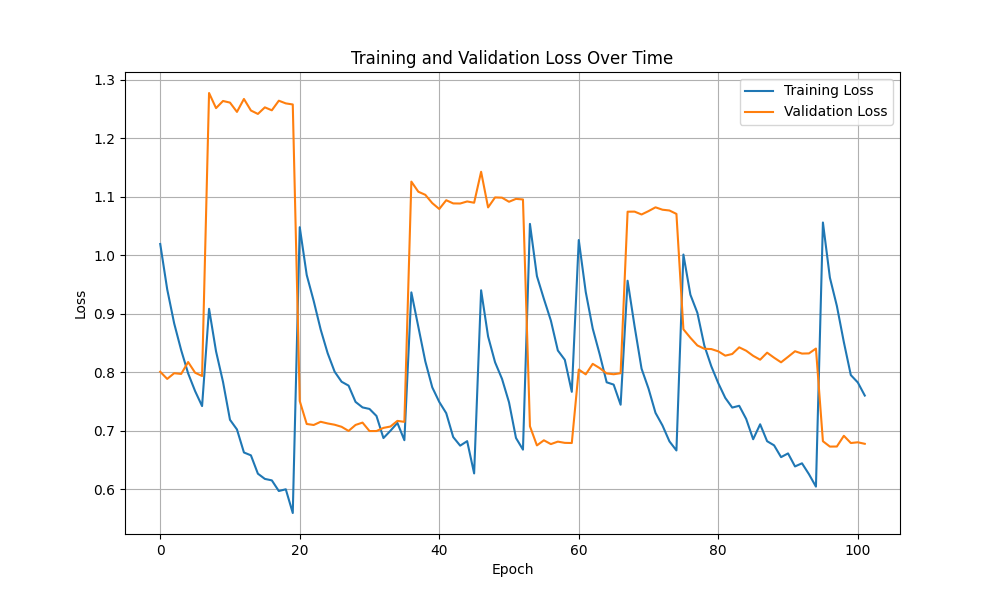 Training and Validation Loss Over Time
1.3
1.2
1.1
1.0
0.9
0.8
0.7
0.6
Loss
Training Loss
Validation Loss
0 20 40 60 80 100
Epoch